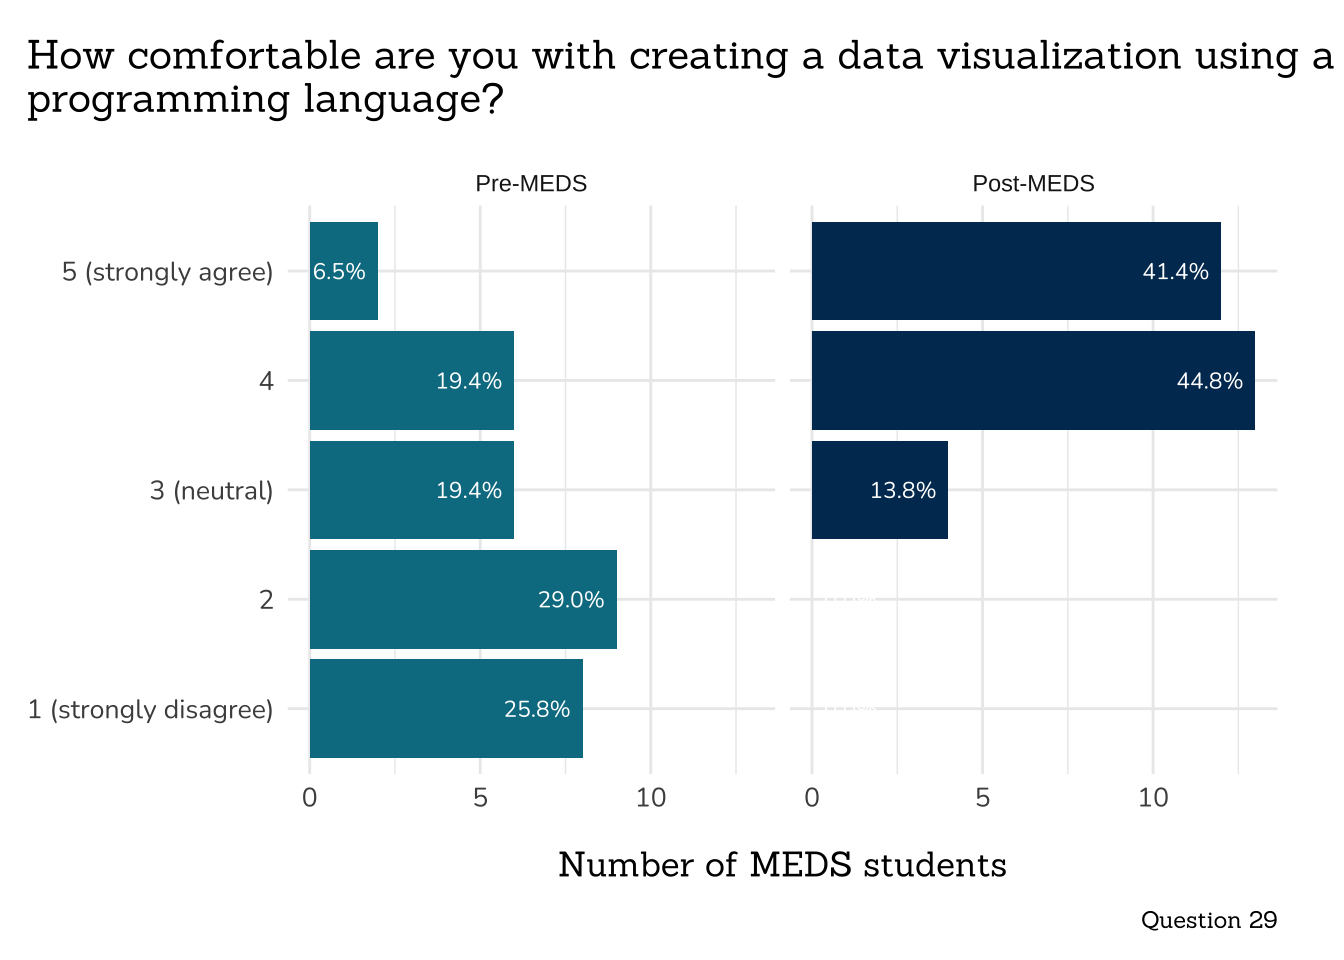 How comfortable are you with creating a data visualization using a
programming language?
Pre-MEDS
Post-MEDS
5 (strongly agree)
6.5%
41.4%
4
19.4%
44.8%
3 (neutral)
19.4%
13.8%
2
29.0%
1 (strongly disagree)
25.8%
0 5 10
0 5 10
Number of MEDS students
Question 29